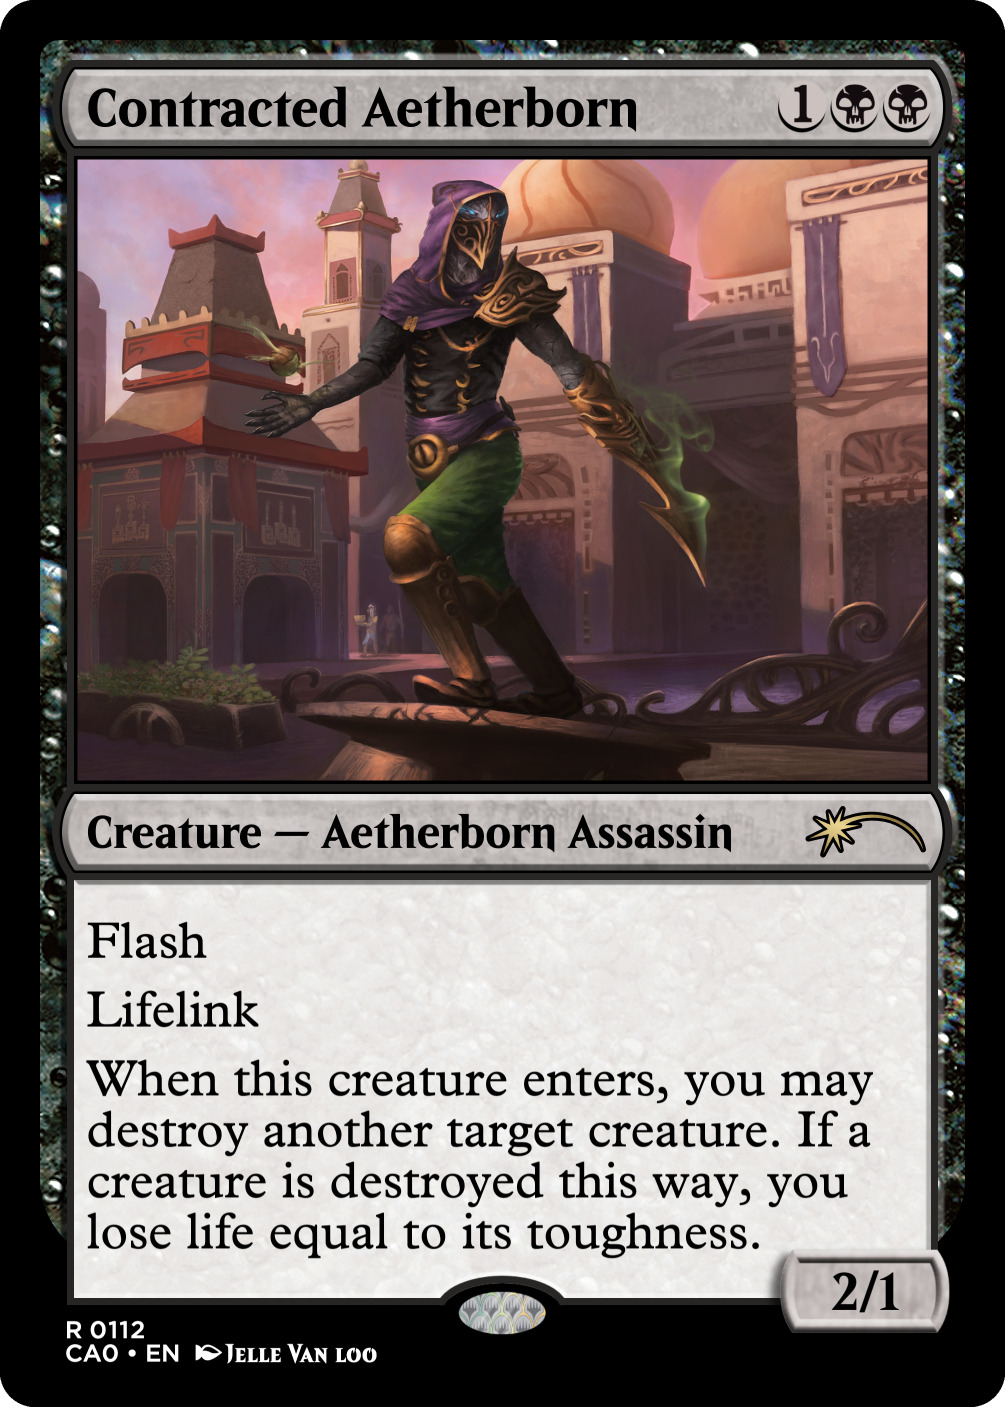 Contracted Aetherborn 1
Creature — Aetherborn Assassin
Flash
Lifelink
When this creature enters, you may
destroy another target creature. If a
creature is destroyed this way, you
lose life equal to its toughness.
2/1
R 0112
CAO • EN Jelle Van Loo